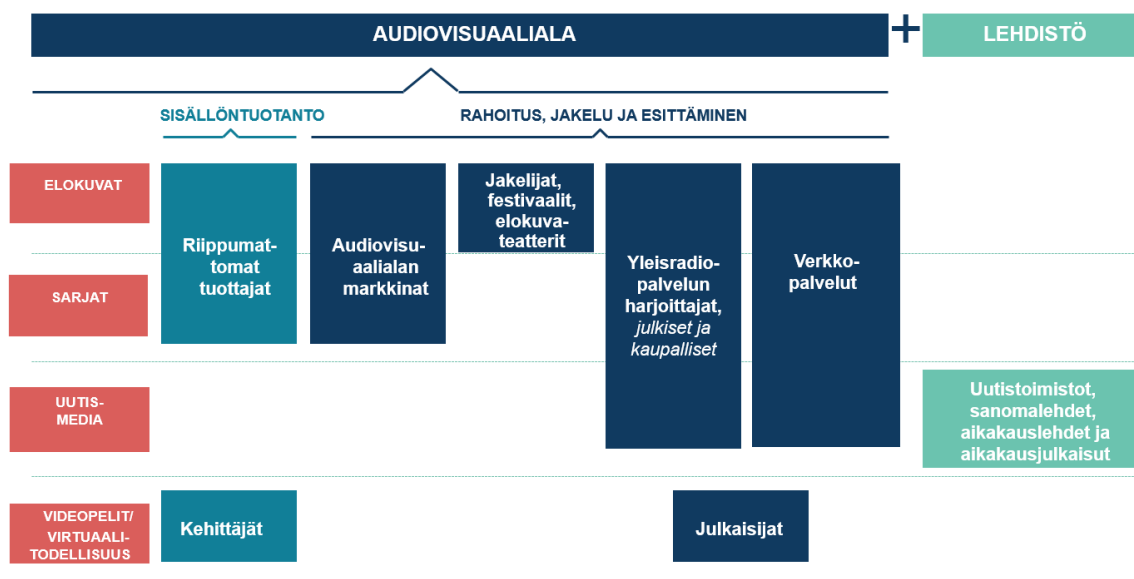 AUDIOVISUAALIALA
+
LEHDISTÖ
SISÄLLÖNTUOTANTO
RAHOITUS, JAKELU JA ESITTÄMINEN
ELOKUVAT
Riippumat-
tomat
tuottajat
Audiovisu-
aalialan
markkinat
Jakelijat,
festivaalit,
elokuva-
teatterit
Yleisradio-
palvelun
harjoittajat,
julkiset ja
kaupalliset
Verkko-
palvelut
SARJAT
UUTIS-
MEDIA
Uutistoimistot,
sanomalehdet,
aikakauslehdet ja
aikakausjulkaisut
VIDEOPELIT/
VIRTUAALI-
TODELLISUUS
Kehittäjät
Julkaisijat